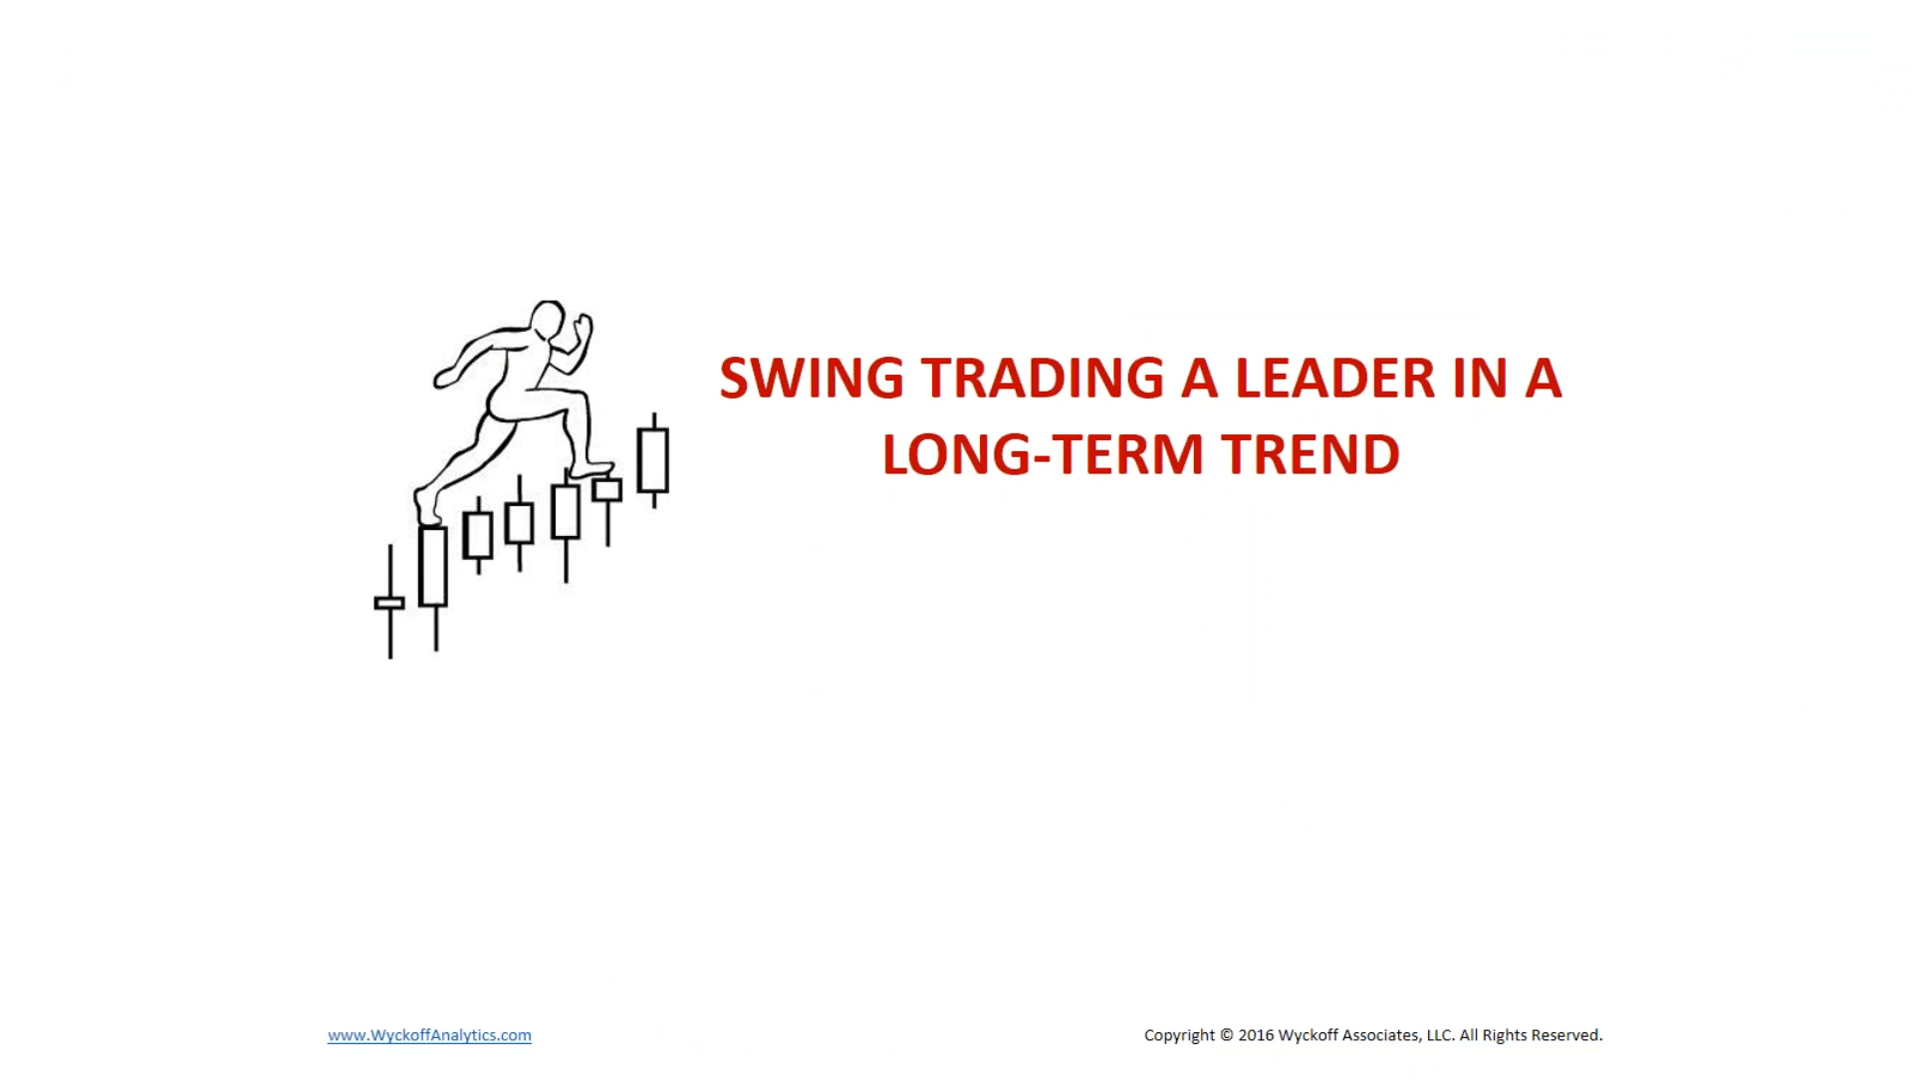 SWING TRADING A LEADER IN A
LONG-TERM TREND
www.WyckoffAnalytics.com
Copyright © 2016 Wyckoff Associates, LLC. All Rights Reserved.